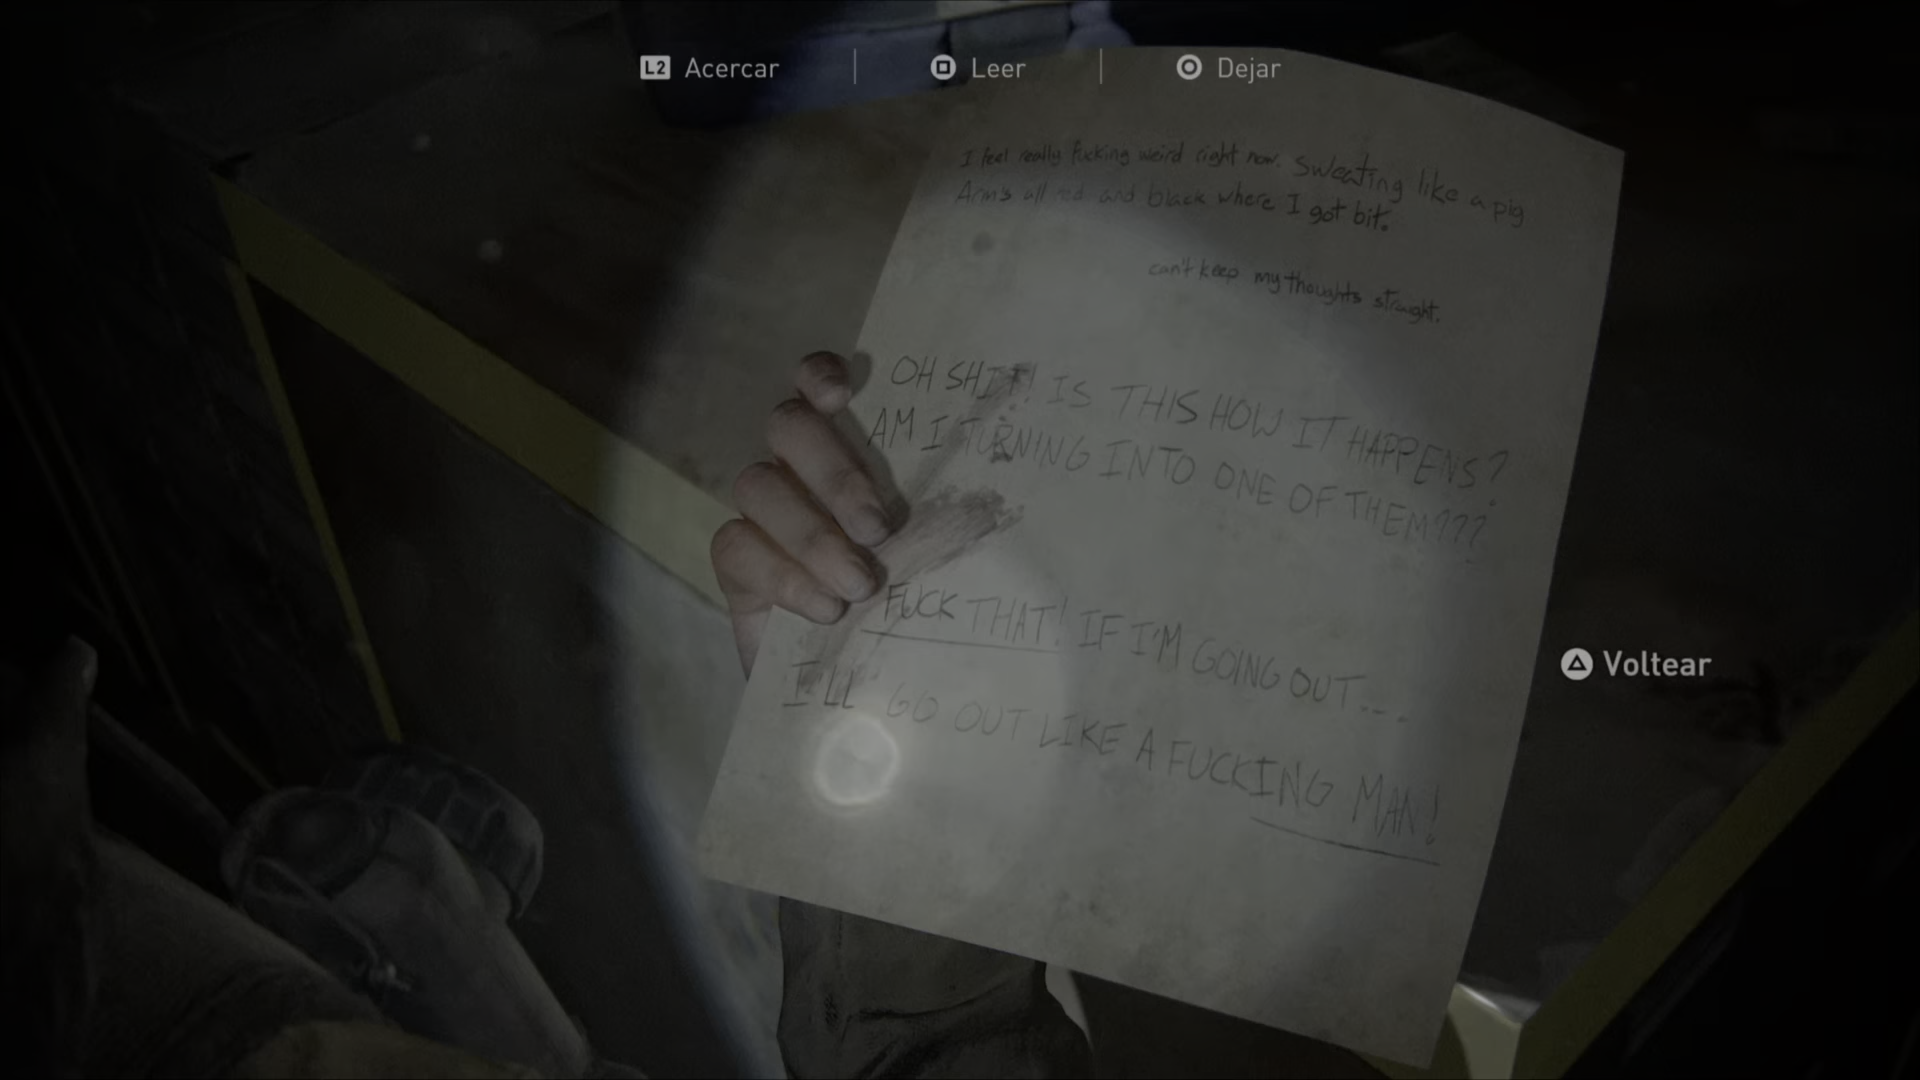 L2 Acercar
Leer
Dejar
I feel really fucking weird right now. Sweating like a pig
Arm's all red and black where I got bit.
can't keep my thoughts straight.
OH SHIT! IS THIS HOW IT HAPPENS?
AM I TURNING INTO ONE OF THEM???
FUCK THAT! IF I'M GOING OUT...
I'LL GO OUT LIKE A FUCKING MAN!
Voltear